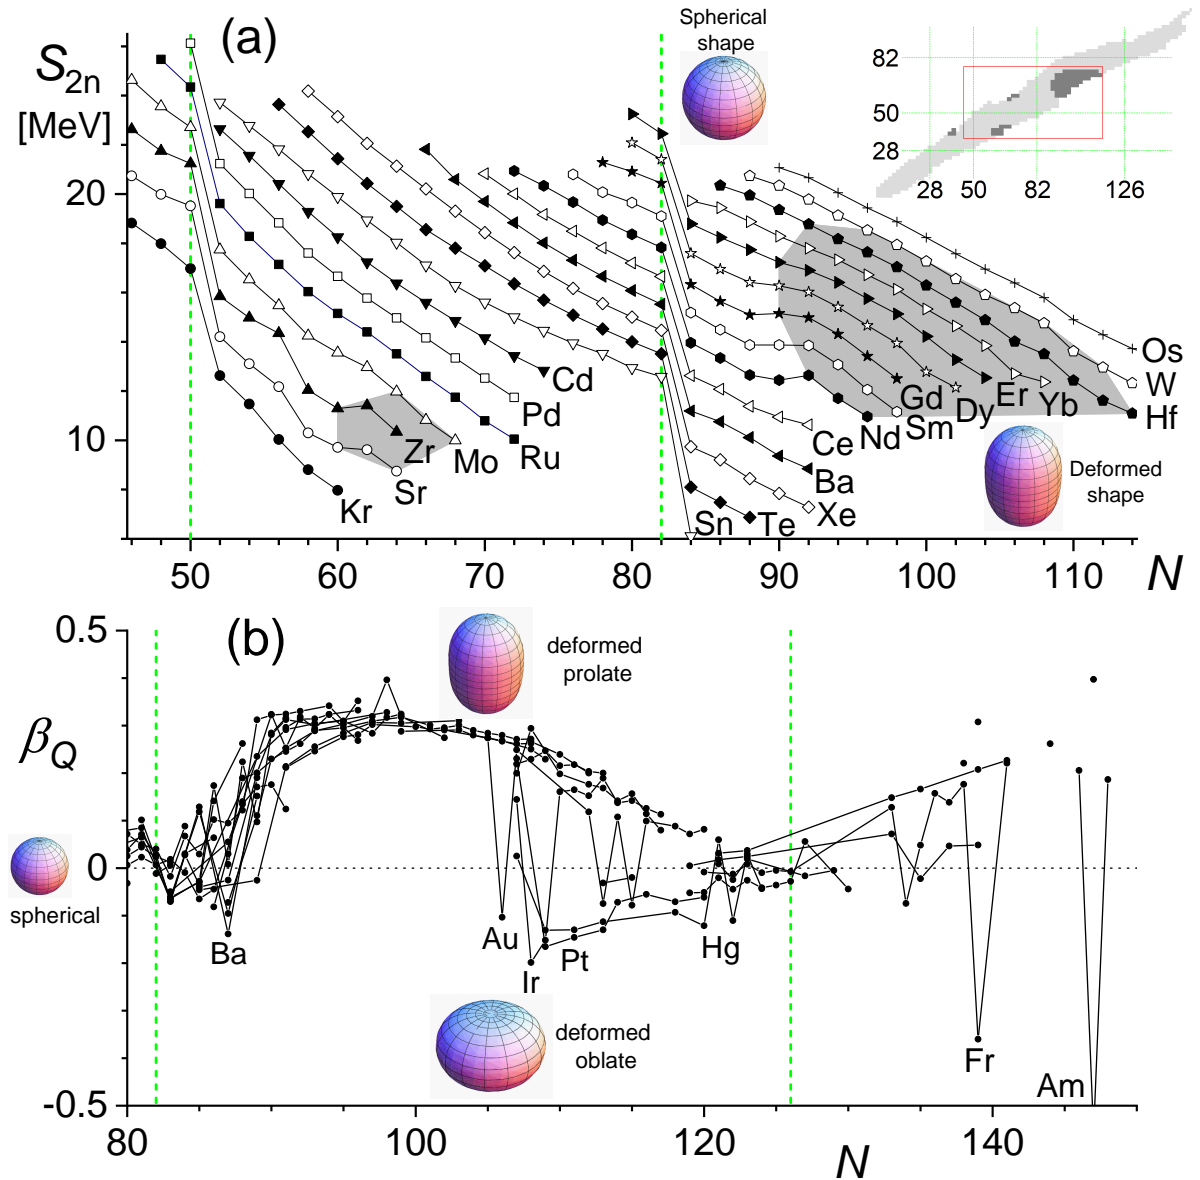 (a)
S2n
[MeV]
20
10
Spherical
shape
82
50
28
28 50 82 126
Kr
Sr
Zr
Mo
Ru
Pd
Cd
Sn
Te
Xe
Ba
Ce
Nd
Sm
Gd
Dy
Er
Yb
Hf
W
Os
Deformed
shape
50 60 70 80 90 100 110 N
(b)
0.5
βQ
0
-0.5
deformed
prolate
spherical
Ba
Au
Ir
Pt
Hg
Fr
Am
deformed
oblate
80 100 120 140
N